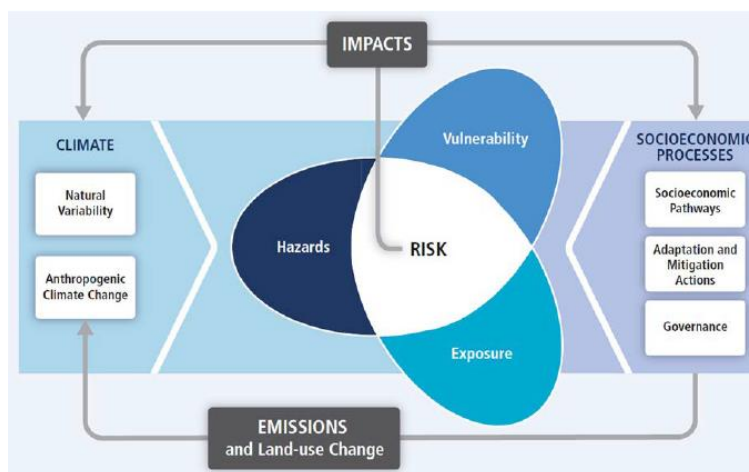 IMPACTS
CLIMATE
Natural
Variability
Anthropogenic
Climate Change
Hazards
Vulnerability
RISK
Exposure
SOCIOECONOMIC
PROCESSES
Socioeconomic
Pathways
Adaptation and
Mitigation
Actions
Governance
EMISSIONS
and Land-use Change